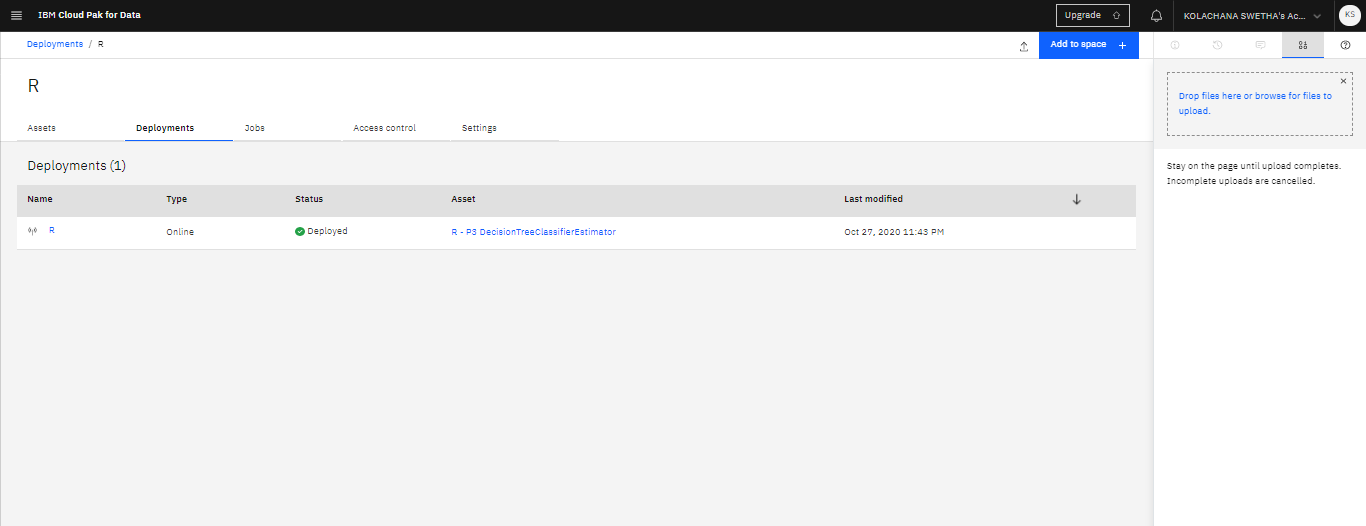 IBM Cloud Pak for Data
Upgrade
KOLACHANA SWETHA's Ac...
KS
Deployments / R
Add to space +
R
Assets Deployments Jobs Access control Settings
Deployments (1)
Name Type Status Asset Last modified
R Online Deployed R - P3 DecisionTreeClassifierEstimator Oct 27, 2020 11:43 PM
Drop files here or browse for files to
upload.
Stay on the page until upload completes.
Incomplete uploads are cancelled.